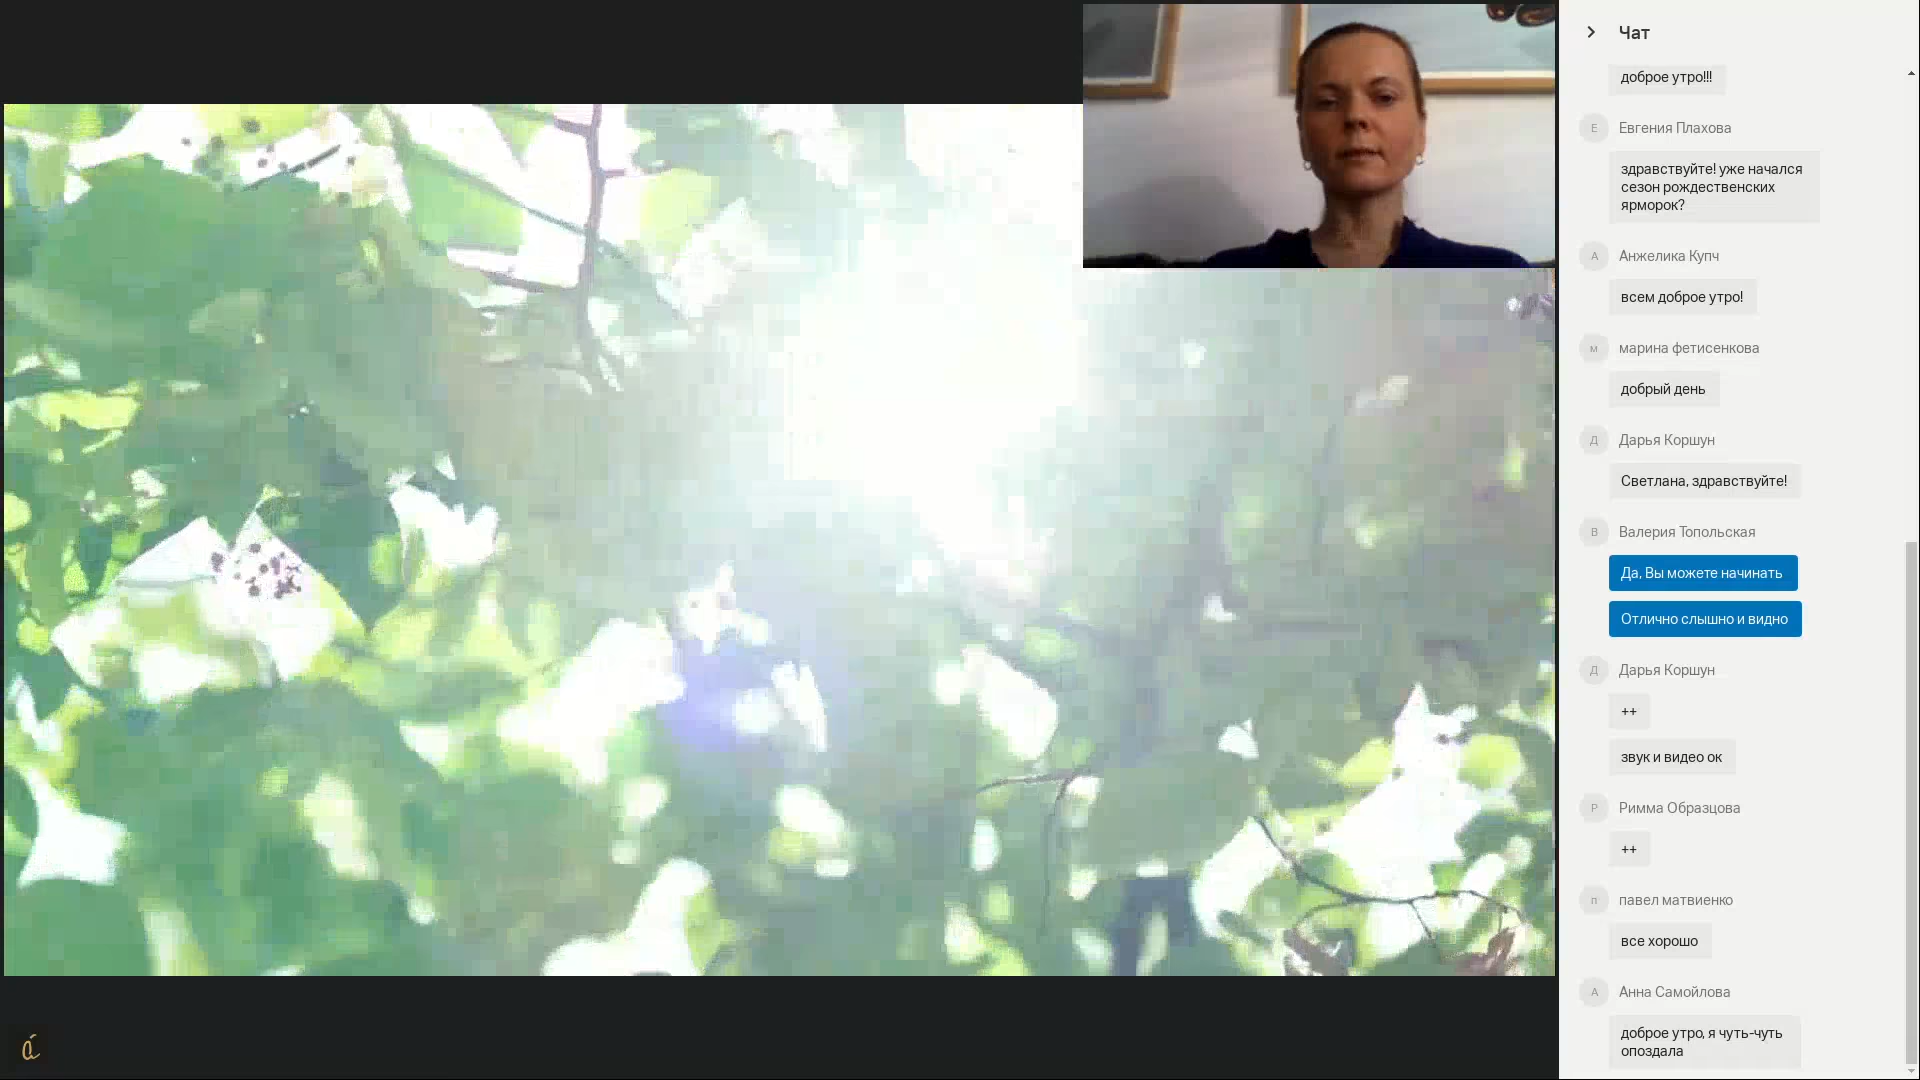 Чат
доброе утро!!!
Е
Евгения Плахова
здравствуйте! уже начался
сезон рождественских
ярморок?
А
Анжелика Купч
всем доброе утро!
м
марина фетисенкова
добрый день
Д
Дарья Коршун
Светлана, здравствуйте!
В
Валерия Топольская
Да, Вы можете начинать
Отлично слышно и видно
Д
Дарья Коршун
++
звук и видео ок
Р
Римма Образцова
++
п
павел матвиенко
все хорошо
А
Анна Самойлова
доброе утро, я чуть-чуть
опоздала
á